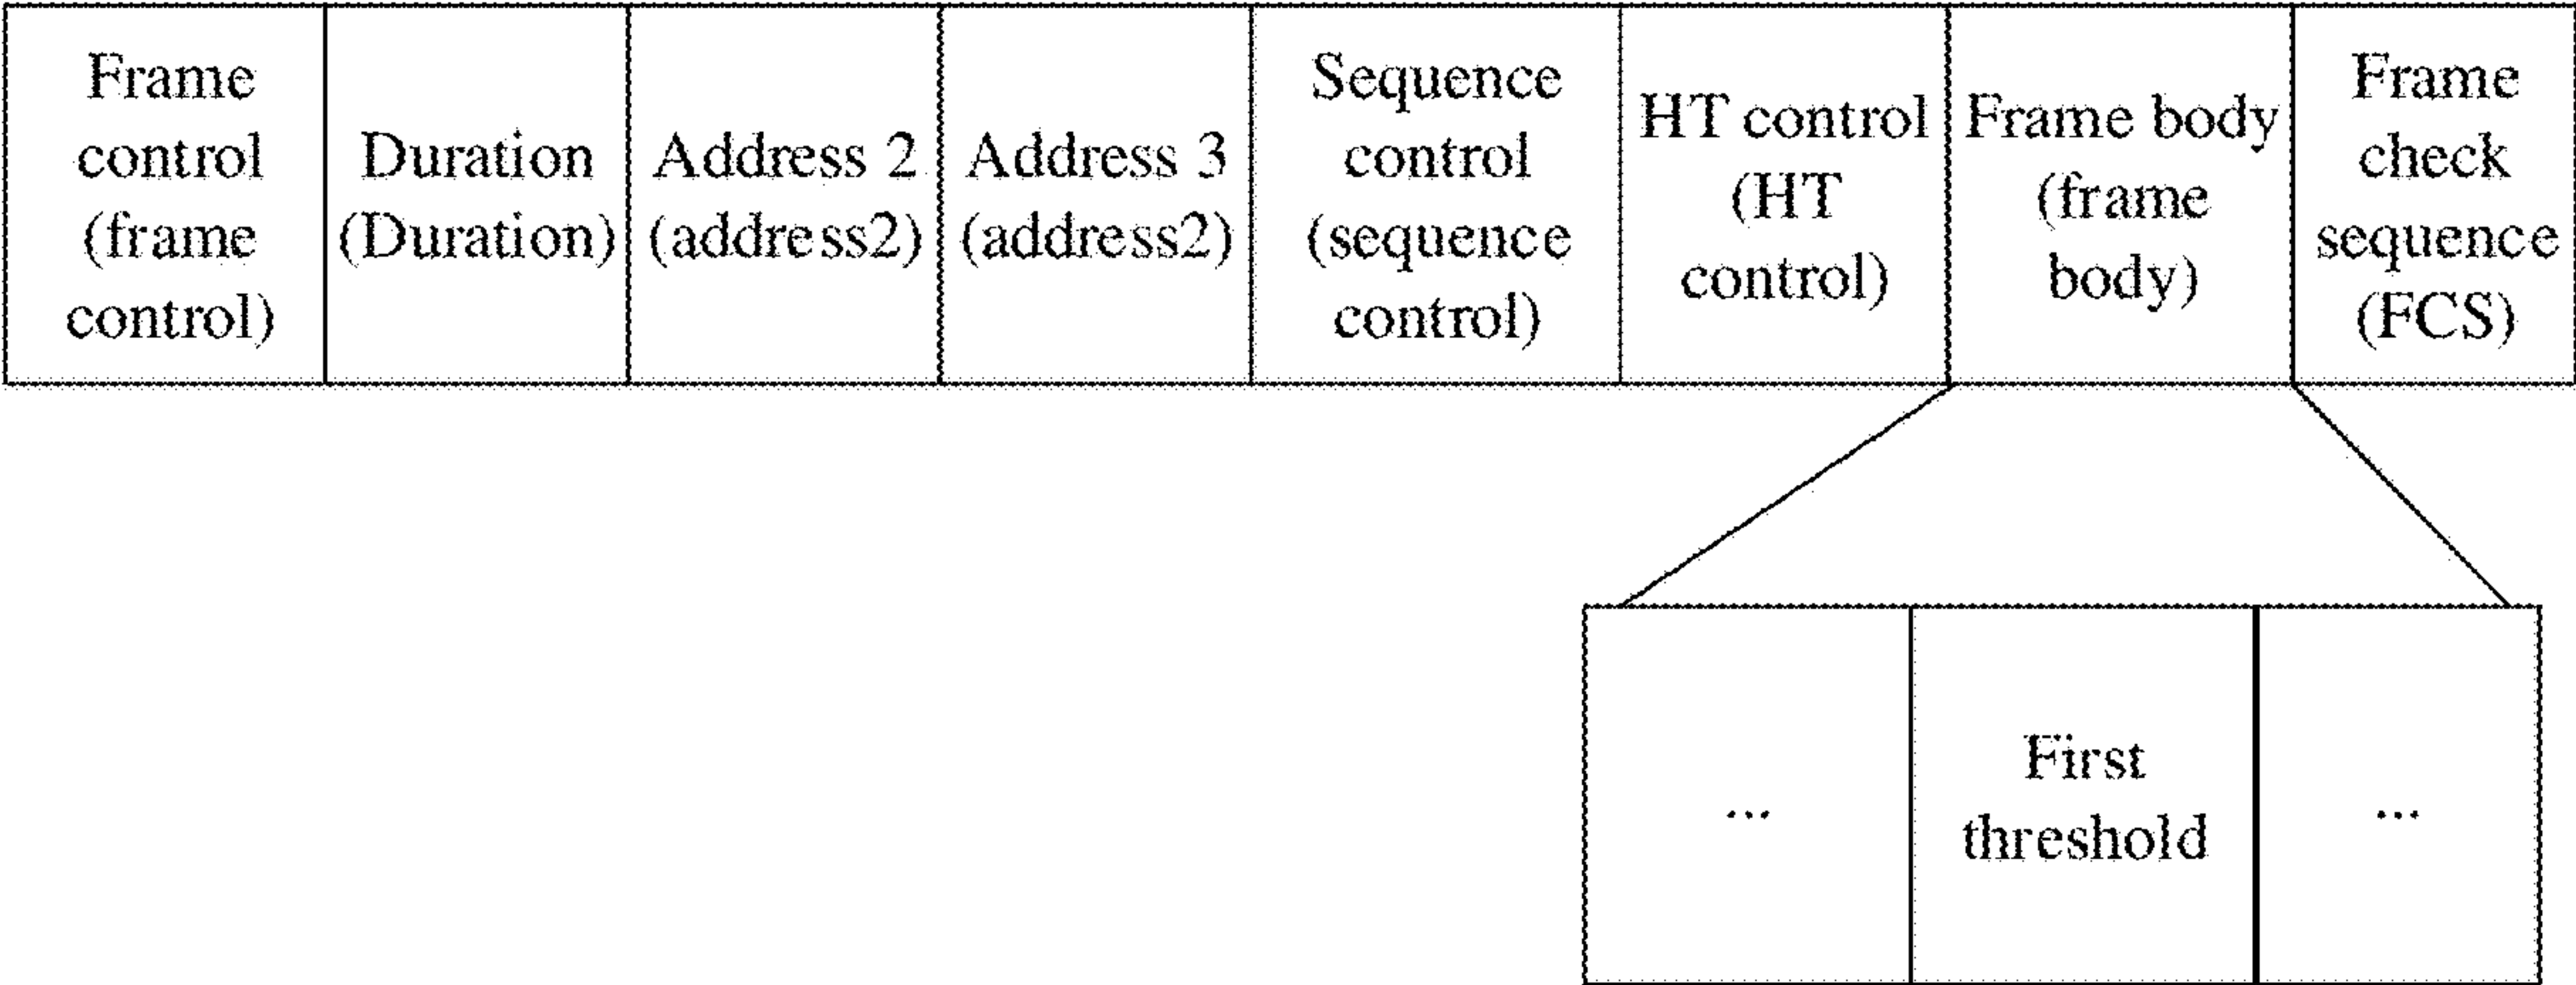 Frame
control
(frame
control)
Duration
(Duration)
Address 2
(address2)
Address 3
(address2)
Sequence
control
(sequence
control)
HT control
(HT
control)
Frame body
(frame
body)
Frame
check
sequence
(FCS)
...
First
threshold
...